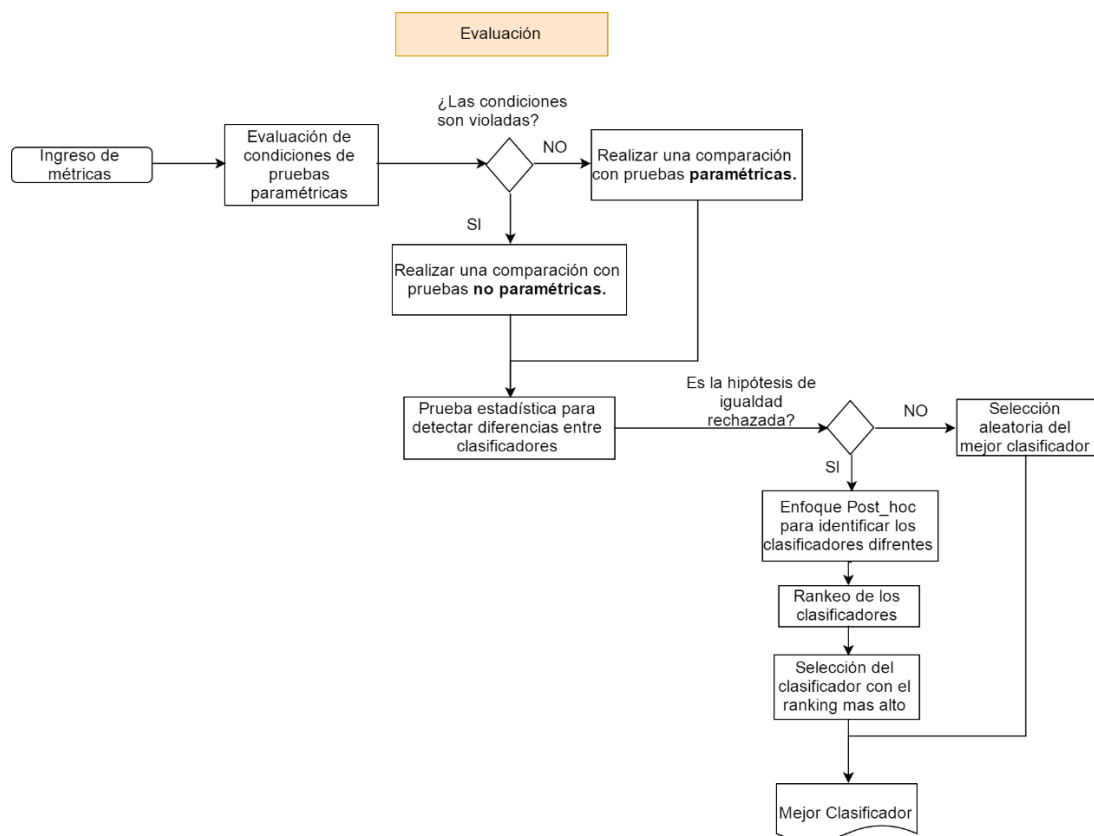 Evaluación
¿Las condiciones
son violadas?
Ingreso de
métricas
Evaluación de
condiciones de
pruebas
paramétricas
NO
Realizar una comparación
con pruebas paramétricas.
SI
Realizar una comparación con
pruebas no paramétricas.
Prueba estadística para
detectar diferencias entre
clasificadores
Es la hipótesis de
igualdad
rechazada?
NO
Selección
aleatoria del
mejor clasificador
SI
Enfoque Post_hoc
para identificar los
clasificadores difrentes
Rankeo de los
clasificadores
Selección del
clasificador con el
ranking mas alto
Mejor Clasificador